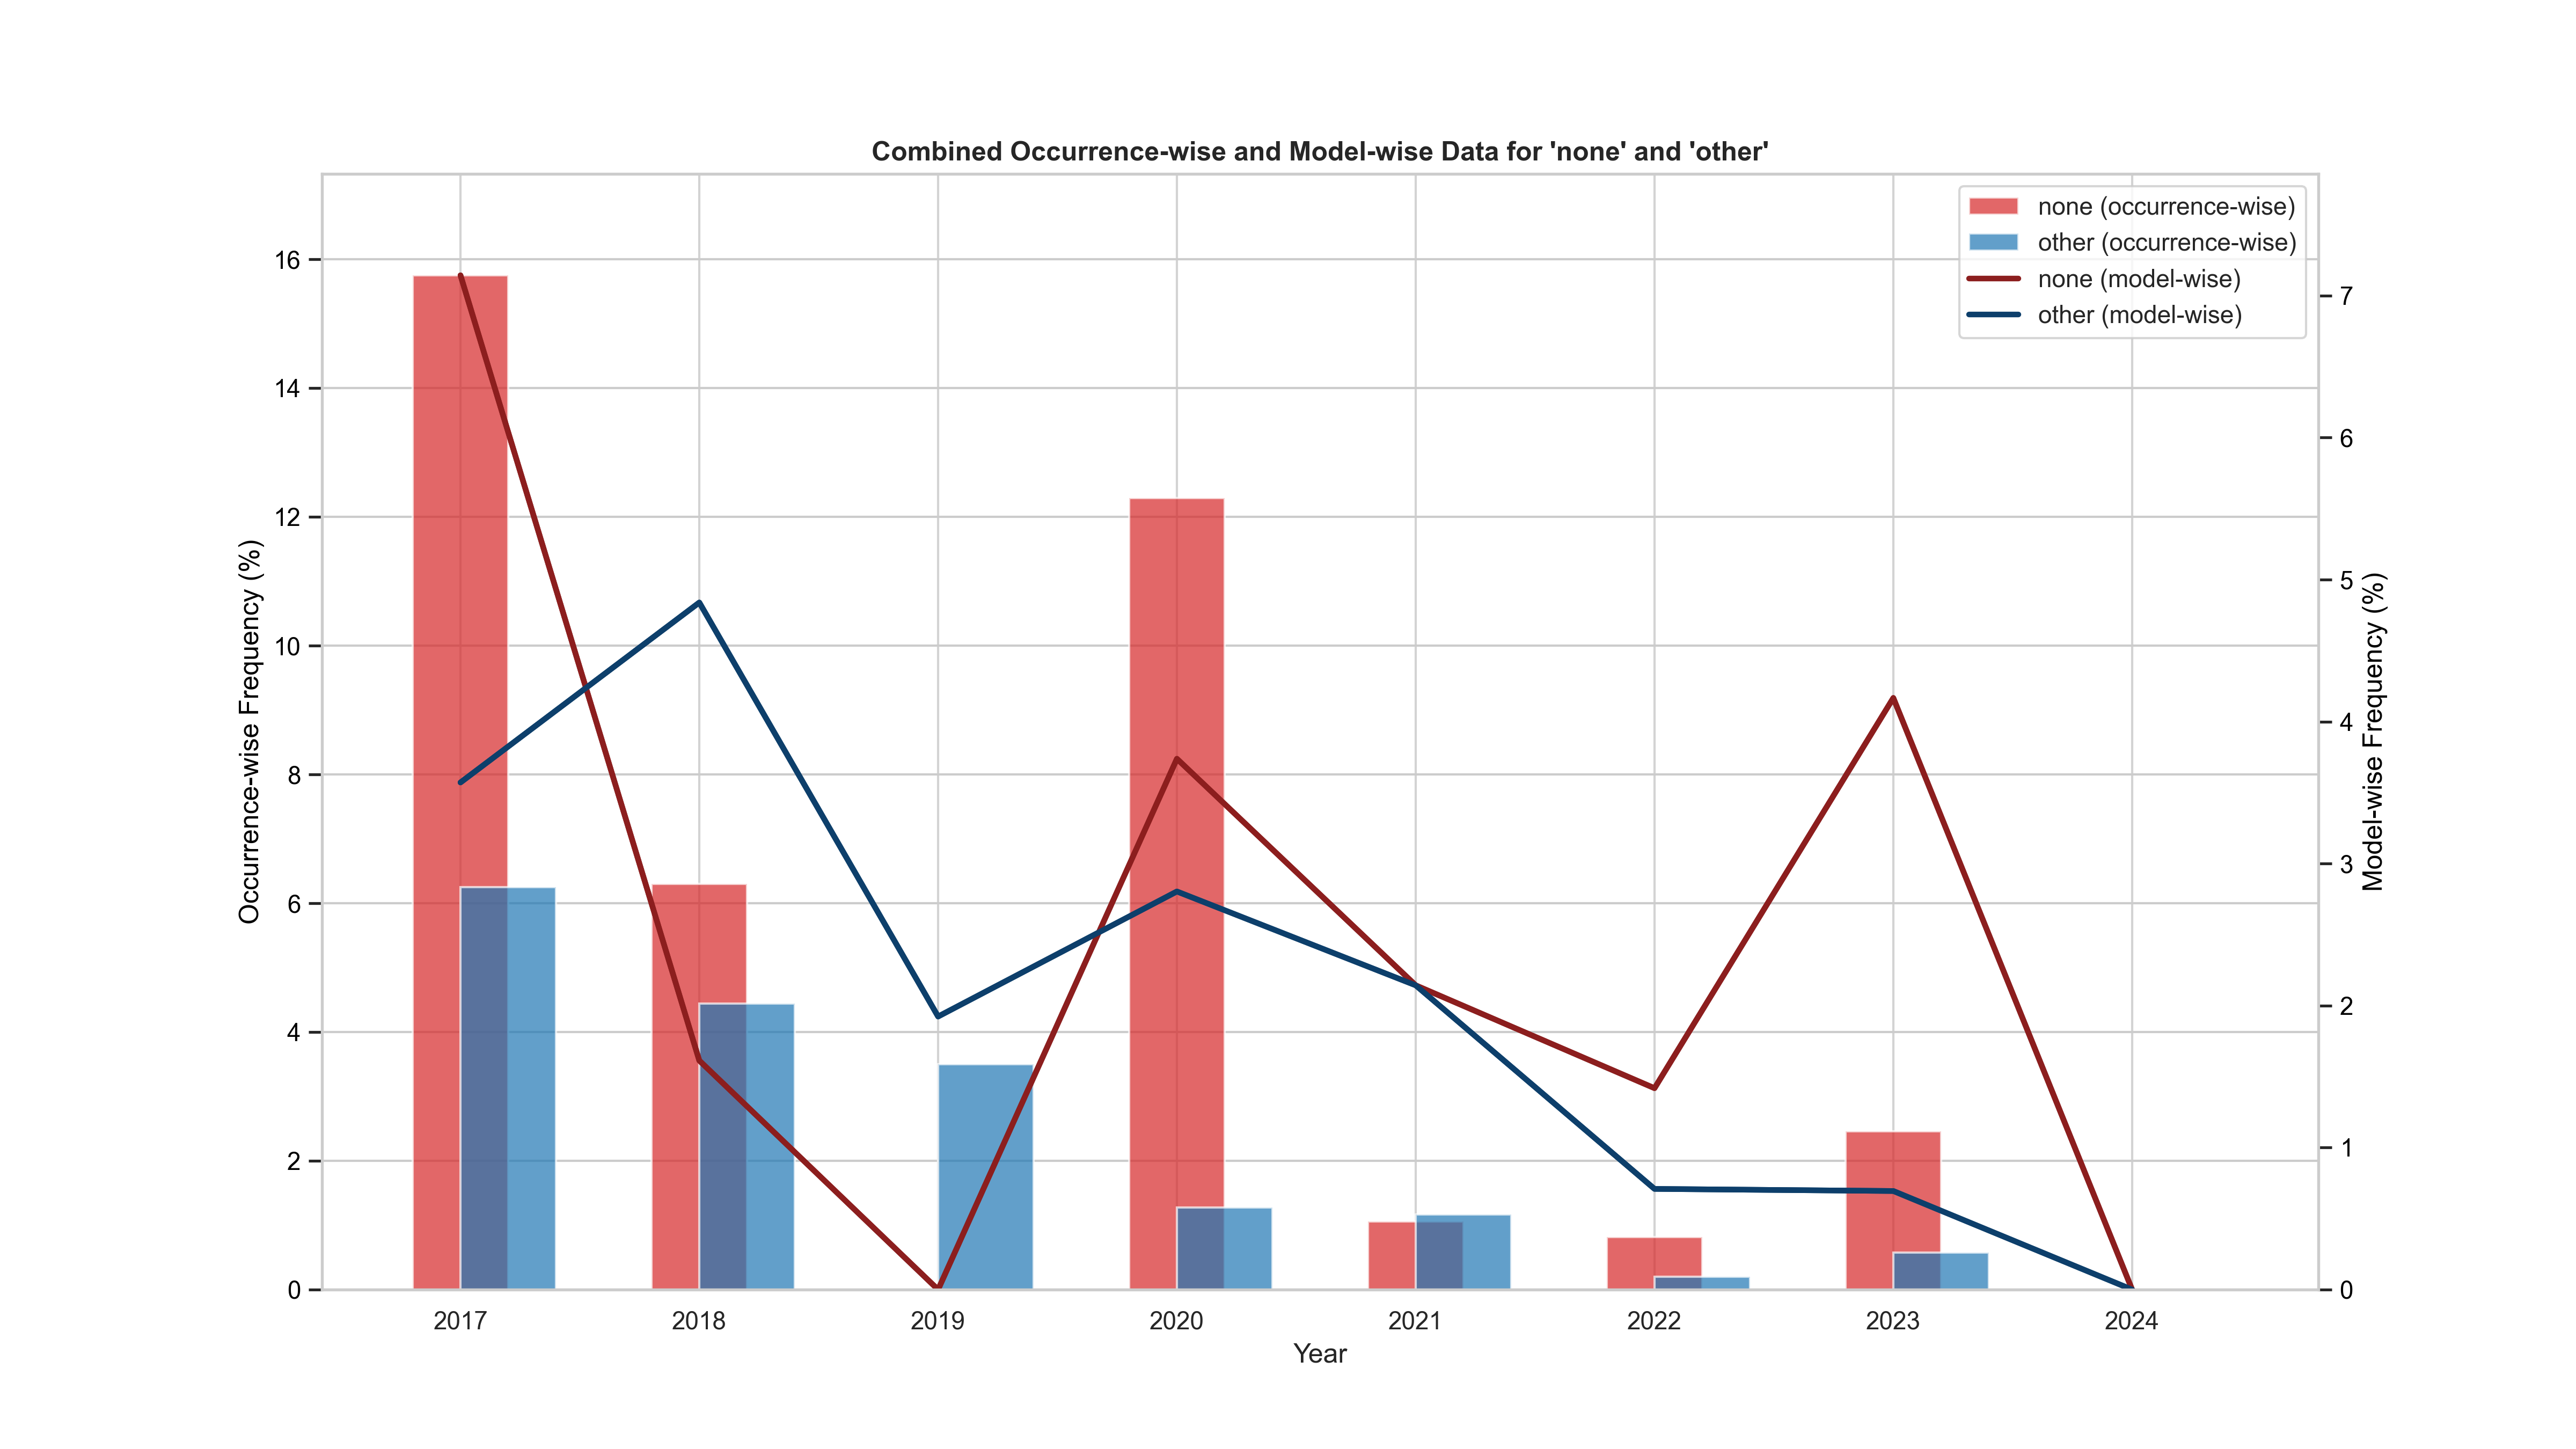 Combined Occurrence-wise and Model-wise Data for 'none' and 'other'
none (occurrence-wise)
other (occurrence-wise)
none (model-wise)
other (model-wise)
Occurrence-wise Frequency (%)
16
14
12
10
8
6
4
2
0
7
6
5
4
3
2
1
0
Model-wise Frequency (%)
2017 2018 2019 2020 2021 2022 2023 2024
Year